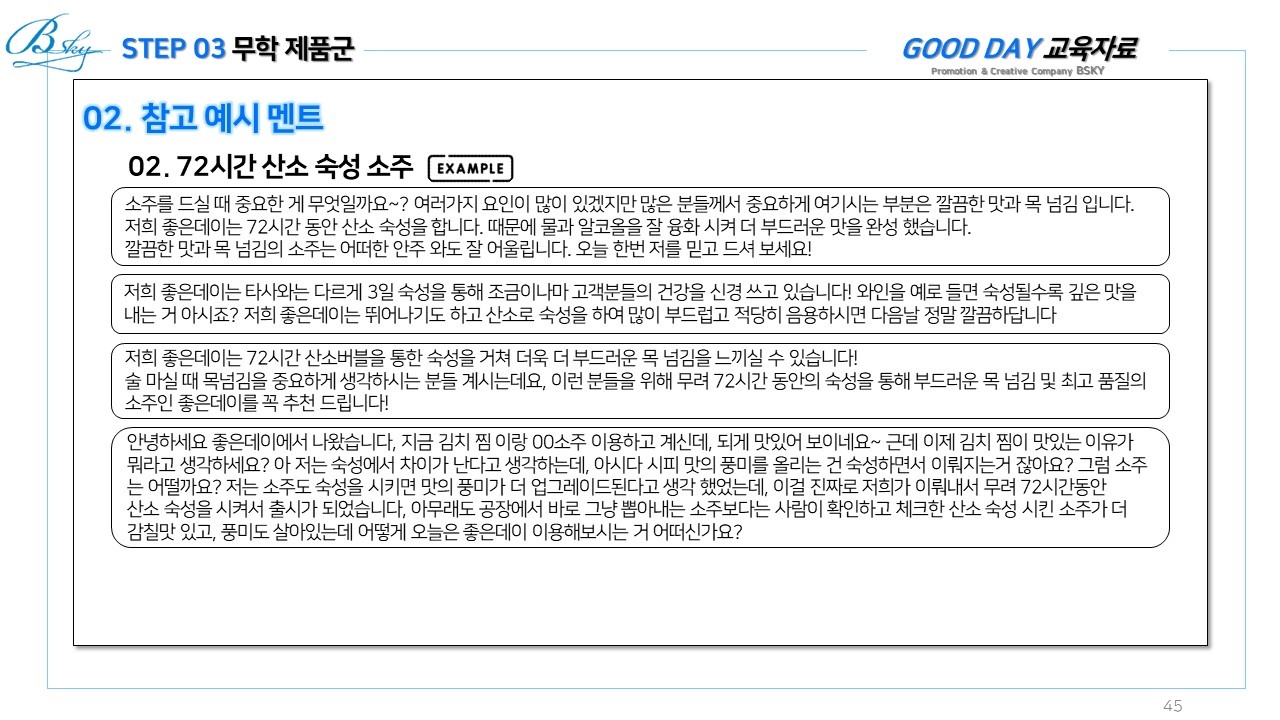 Bsky
STEP 03 무학 제품군
GOOD DAY 교육자료
Promotion & Creative Company BSKY
02. 참고 예시 멘트
02. 72시간 산소 숙성 소주 EXAMPLE
소주를 드실 때 중요한 게 무엇일까요~? 여러가지 요인이 많이 있겠지만 많은 분들께서 중요하게 여기시는 부분은 깔끔한 맛과 목 넘김 입니다.
저희 좋은데이는 72시간 동안 산소 숙성을 합니다. 때문에 물과 알코올을 잘 융화 시켜 더 부드러운 맛을 완성 했습니다.
깔끔한 맛과 목 넘김의 소주는 어떠한 안주 와도 잘 어울립니다. 오늘 한번 저를 믿고 드셔 보세요!
저희 좋은데이는 타사와는 다르게 3일 숙성을 통해 조금이나마 고객분들의 건강을 신경 쓰고 있습니다! 와인을 예로 들면 숙성될수록 깊은 맛을
내는 거 아시죠? 저희 좋은데이는 뛰어나기도 하고 산소로 숙성을 하여 많이 부드럽고 적당히 음용하시면 다음날 정말 깔끔하답니다
저희 좋은데이는 72시간 산소버블을 통한 숙성을 거쳐 더욱 더 부드러운 목 넘김을 느끼실 수 있습니다!
술 마실 때 목넘김을 중요하게 생각하시는 분들 계시는데요, 이런 분들을 위해 무려 72시간 동안의 숙성을 통해 부드러운 목 넘김 및 최고 품질의
소주인 좋은데이를 꼭 추천 드립니다!
안녕하세요 좋은데이에서 나왔습니다, 지금 김치 찜 이랑 00소주 이용하고 계신데, 되게 맛있어 보이네요~ 근데 이제 김치 찜이 맛있는 이유가
뭐라고 생각하세요? 아 저는 숙성에서 차이가 난다고 생각하는데, 아시다 시피 맛의 풍미를 올리는 건 숙성하면서 이뤄지는거 잖아요? 그럼 소주
는 어떨까요? 저는 소주도 숙성을 시키면 맛의 풍미가 더 업그레이드된다고 생각 했었는데, 이걸 진짜로 저희가 이뤄내서 무려 72시간동안
산소 숙성을 시켜서 출시가 되었습니다, 아무래도 공장에서 바로 그냥 뽑아내는 소주보다는 사람이 확인하고 체크한 산소 숙성 시킨 소주가 더
감칠맛 있고, 풍미도 살아있는데 어떻게 오늘은 좋은데이 이용해보시는 거 어떠신가요?
45